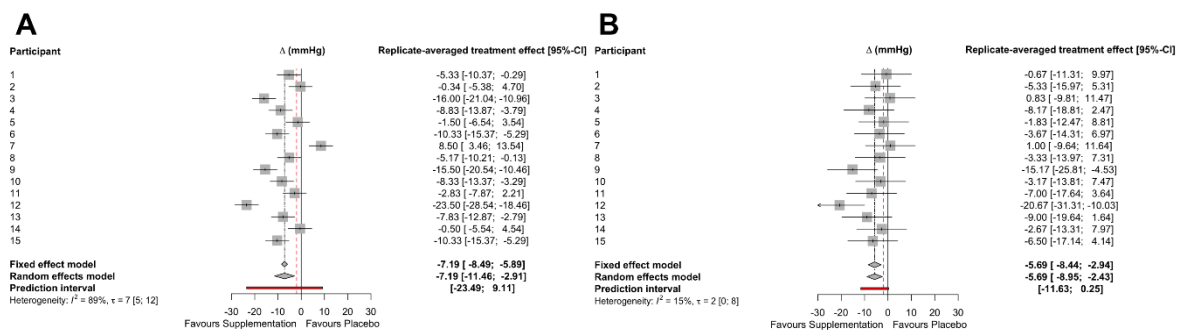 A
Participant Δ (mmHg) Replicate-averaged treatment effect [95%-CI]
1 -5.33 [-10.37; -0.29]
2 -0.34 [ -5.38; 4.70]
3 -16.00 [-21.04; -10.96]
4 -8.83 [-13.87; -3.79]
5 -1.50 [ -6.54; 3.54]
6 -10.33 [-15.37; -5.29]
7 8.50 [ 3.46; 13.54]
8 -5.17 [-10.21; -0.13]
9 -15.50 [-20.54; -10.46]
10 -8.33 [-13.37; -3.29]
11 -2.83 [ -7.87; 2.21]
12 -23.50 [-28.54; -18.46]
13 -7.83 [-12.87; -2.79]
14 -0.50 [ -5.54; 4.54]
15 -10.33 [-15.37; -5.29]
Fixed effect model -7.19 [ -8.49; -5.89]
Random effects model -7.19 [-11.46; -2.91]
Prediction interval [-23.49; 9.11]
Heterogeneity: I² = 89%, τ = 7 [5; 12]
-30 -20 -10 0 10 20 30
Favours Supplementation Favours Placebo
B
Participant Δ (mmHg) Replicate-averaged treatment effect [95%-CI]
1 -0.67 [-11.31; 9.97]
2 -5.33 [-15.97; 5.31]
3 0.83 [ -9.81; 11.47]
4 -8.17 [-18.81; 2.47]
5 -1.83 [-12.47; 8.81]
6 -3.67 [-14.31; 6.97]
7 1.00 [ -9.64; 11.64]
8 -3.33 [-13.97; 7.31]
9 -15.17 [-25.81; -4.53]
10 -3.17 [-13.81; 7.47]
11 -7.00 [-17.64; 3.64]
12 -20.67 [-31.31; -10.03]
13 -9.00 [-19.64; 1.64]
14 -2.67 [-13.31; 7.97]
15 -6.50 [-17.14; 4.14]
Fixed effect model -5.69 [ -8.44; -2.94]
Random effects model -5.69 [ -8.95; -2.43]
Prediction interval [-11.63; 0.25]
Heterogeneity: I² = 15%, τ = 2 [0; 8]
-30 -20 -10 0 10 20 30
Favours Supplementation Favours Placebo